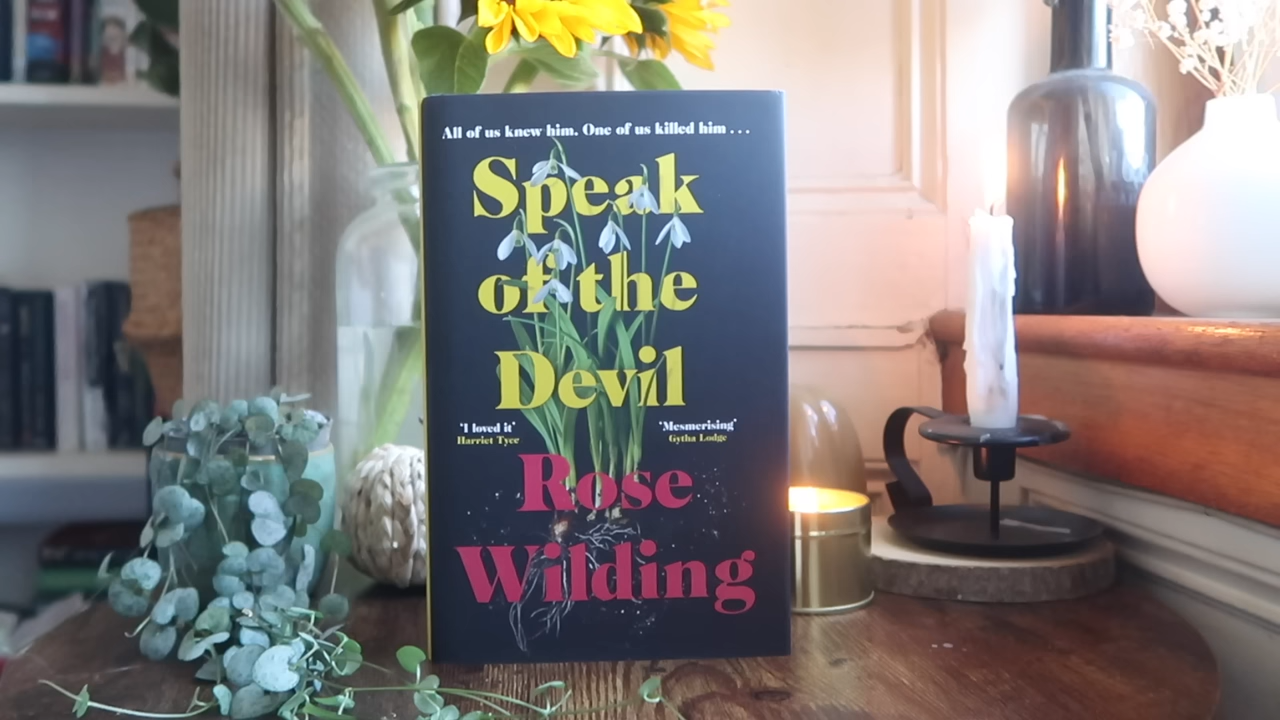 All of us knew him. One of us killed him . . .
Speak
of the
Devil
'I loved it'
Harriet Tyce
'Mesmerising'
Gytha Lodge
Rose
Wilding